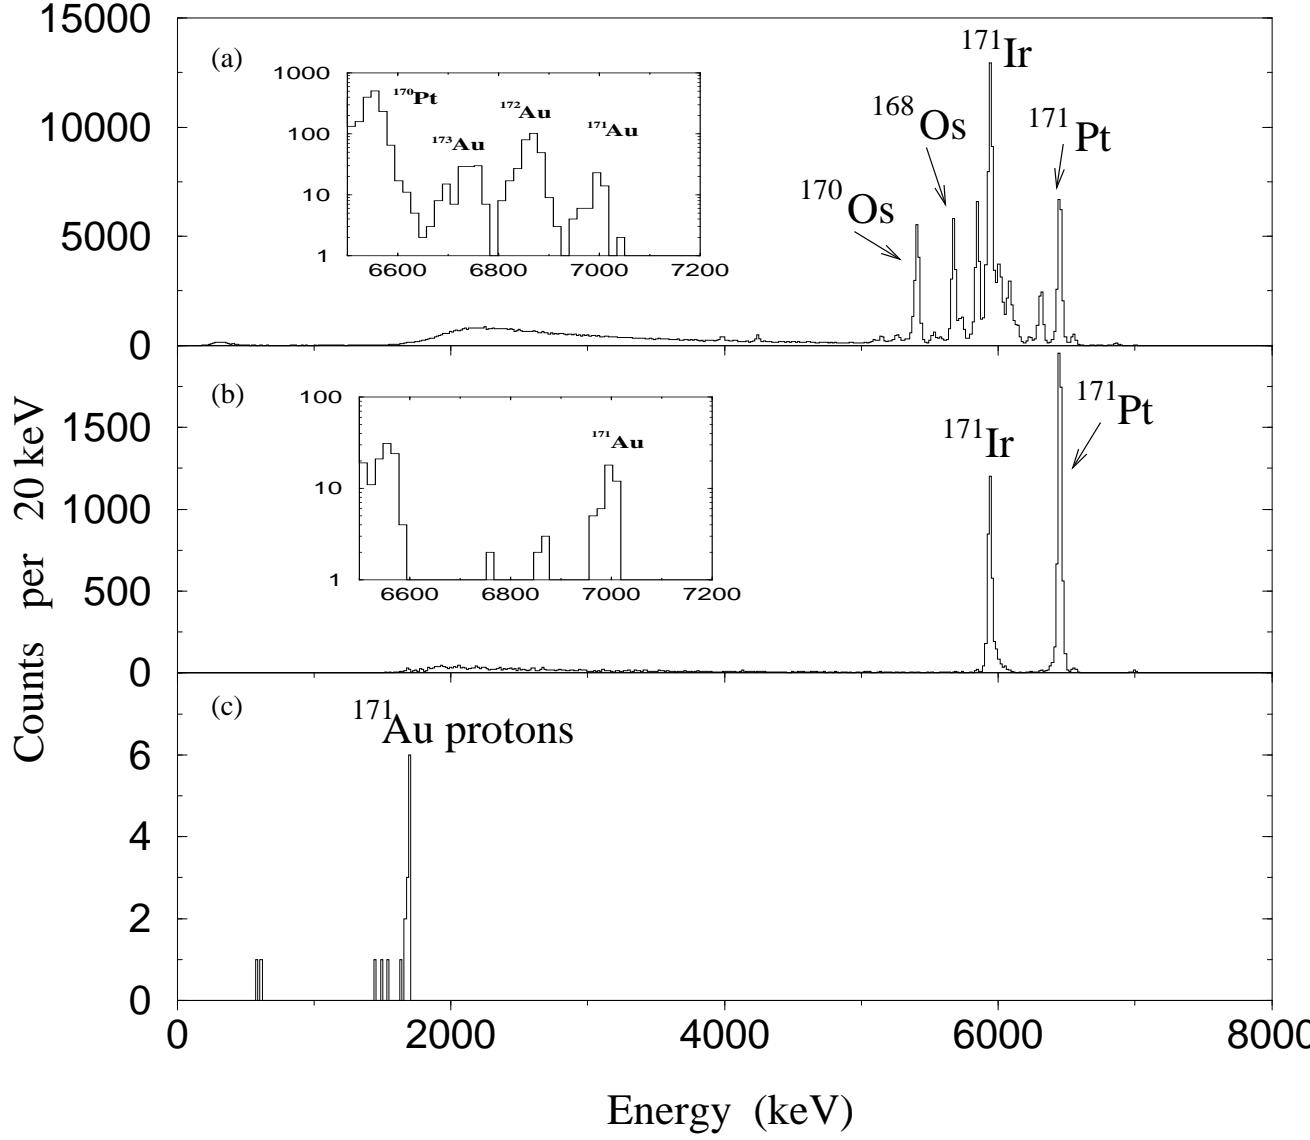 15000
10000
5000
0
(a)
1000
100
10
1
6600 6800 7000 7200
170Pt
173Au
172Au
171Au
170Os
168Os
171Ir
171Pt
1500
1000
500
0
(b)
100
10
1
6600 6800 7000 7200
171Au
171Ir
171Pt
6
4
2
0
(c)
171Au protons
0 2000 4000 6000 8000
Energy (keV)
Counts per 20 keV